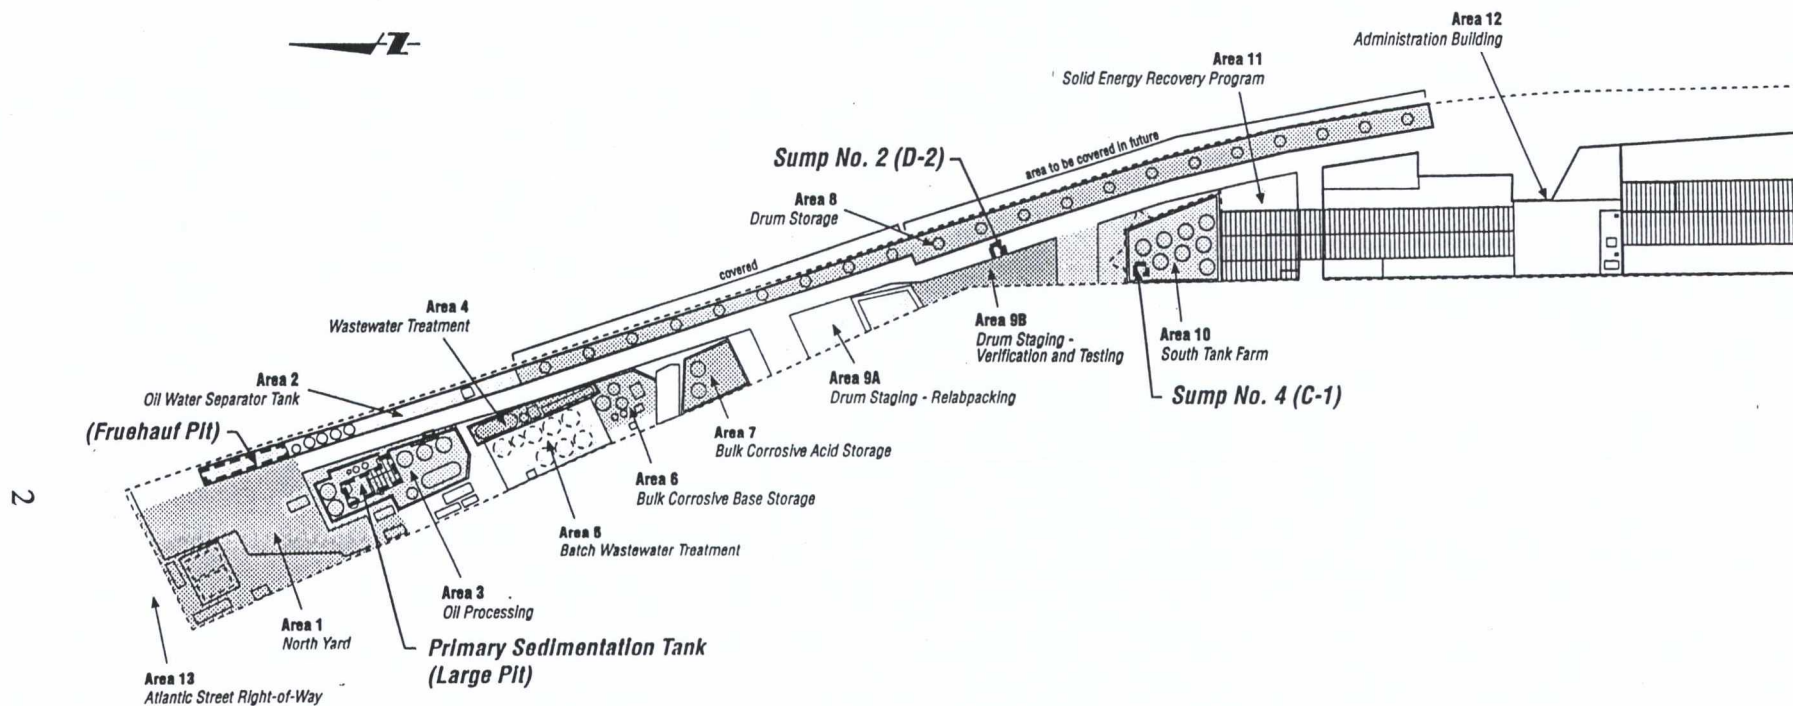 Area 12
Administration Building
Area 11
Solid Energy Recovery Program
Z
area to be covered in future
Sump No. 2 (D-2)
Area 8
Drum Storage
covered
Area 4
Wastewater Treatment
Area 9B
Drum Staging -
Verification and Testing
Area 10
South Tank Farm
Area 2
Oil Water Separator Tank
Area 9A
Drum Staging - Relabpacking
Sump No. 4 (C-1)
(Fruehauf Pit)
Area 7
Bulk Corrosive Acid Storage
Area 6
Bulk Corrosive Base Storage
2
Area 5
Batch Wastewater Treatment
Area 3
Oil Processing
Area 1
North Yard
Primary Sedimentation Tank
(Large Pit)
Area 13
Atlantic Street Right-of-Way